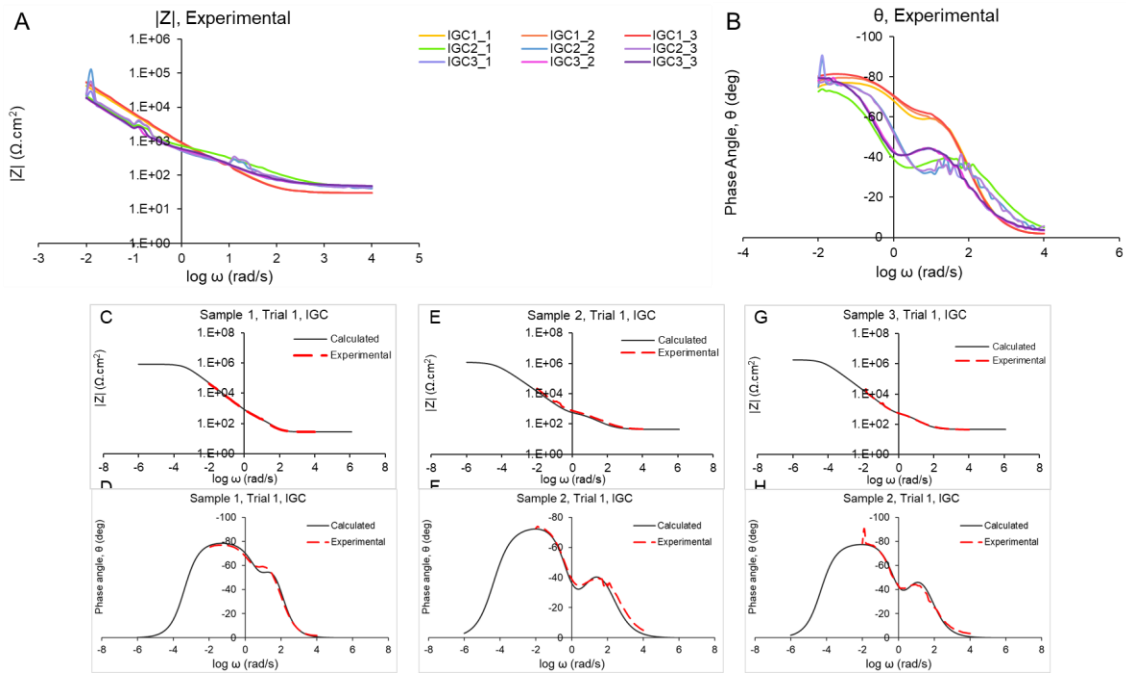 A
|Z|, Experimental
1.E+06
1.E+05
1.E+04
1.E+03
1.E+02
1.E+01
1.E+00
|Z| (Ω.cm²)
-3 -2 -1 0 1 2 3 4 5
log ω (rad/s)
IGC1_1 IGC1_2 IGC1_3
IGC2_1 IGC2_2 IGC2_3
IGC3_1 IGC3_2 IGC3_3
B
θ, Experimental
-100
-80
-60
-40
-20
0
Phase Angle, θ (deg)
-4 -2 0 2 4 6
log ω (rad/s)
C
Sample 1, Trial 1, IGC
1.E+08
1.E+06
1.E+04
1.E+02
1.E+00
|Z| (Ω.cm²)
Calculated
Experimental
-8 -6 -4 -2 0 2 4 6 8
log ω (rad/s)
E
Sample 2, Trial 1, IGC
1.E+08
1.E+06
1.E+04
1.E+02
1.E+00
|Z| (Ω.cm²)
Calculated
Experimental
-8 -6 -4 -2 0 2 4 6 8
log ω (rad/s)
G
Sample 3, Trial 1, IGC
1.E+08
1.E+06
1.E+04
1.E+02
1.E+00
|Z| (Ω.cm²)
Calculated
Experimental
-8 -6 -4 -2 0 2 4 6 8
log ω (rad/s)
D
Sample 1, Trial 1, IGC
-100
-80
-60
-40
-20
0
Phase angle, θ (deg)
Calculated
Experimental
-8 -6 -4 -2 0 2 4 6 8
log ω (rad/s)
Sample 2, Trial 1, IGC
-100
-80
-60
-40
-20
0
Phase angle, θ (deg)
Calculated
Experimental
-8 -6 -4 -2 0 2 4 6 8
log ω (rad/s)
H
Sample 2, Trial 1, IGC
-100
-80
-60
-40
-20
0
Phase angle, θ (deg)
Calculated
Experimental
-8 -6 -4 -2 0 2 4 6 8
log ω (rad/s)